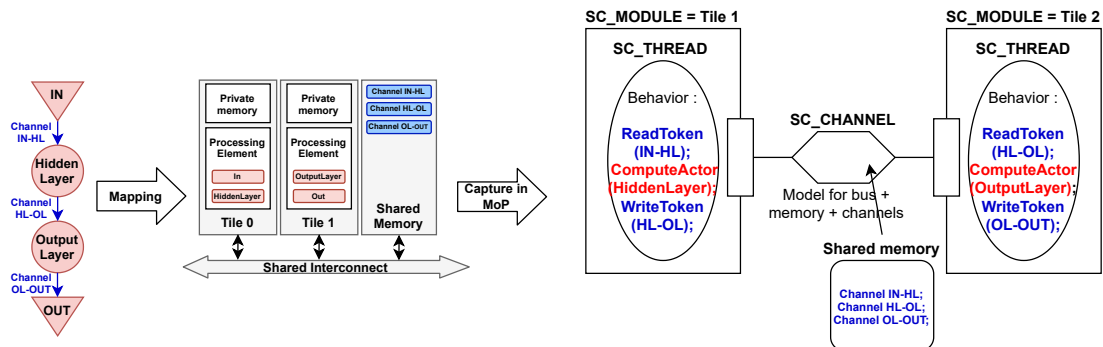 IN
Channel
IN-HL
Hidden
Layer
Channel
HL-OL
Output
Layer
Channel
OL-OUT
OUT
Mapping
Private
memory
Processing
Element
In
HiddenLayer
Tile 0
Private
memory
Processing
Element
OutputLayer
Out
Tile 1
Channel IN-HL
Channel HL-OL
Channel OL-OUT
Shared
Memory
Shared Interconnect
Capture in
MoP
SC_MODULE = Tile 1
SC_THREAD
Behavior :
ReadToken
(IN-HL);
ComputeActor
(HiddenLayer);
WriteToken
(HL-OL);
SC_CHANNEL
Model for bus +
memory + channels
Shared memory
Channel IN-HL;
Channel HL-OL;
Channel OL-OUT;
SC_MODULE = Tile 2
SC_THREAD
Behavior :
ReadToken
(HL-OL);
ComputeActor
(OutputLayer);
WriteToken
(OL-OUT);